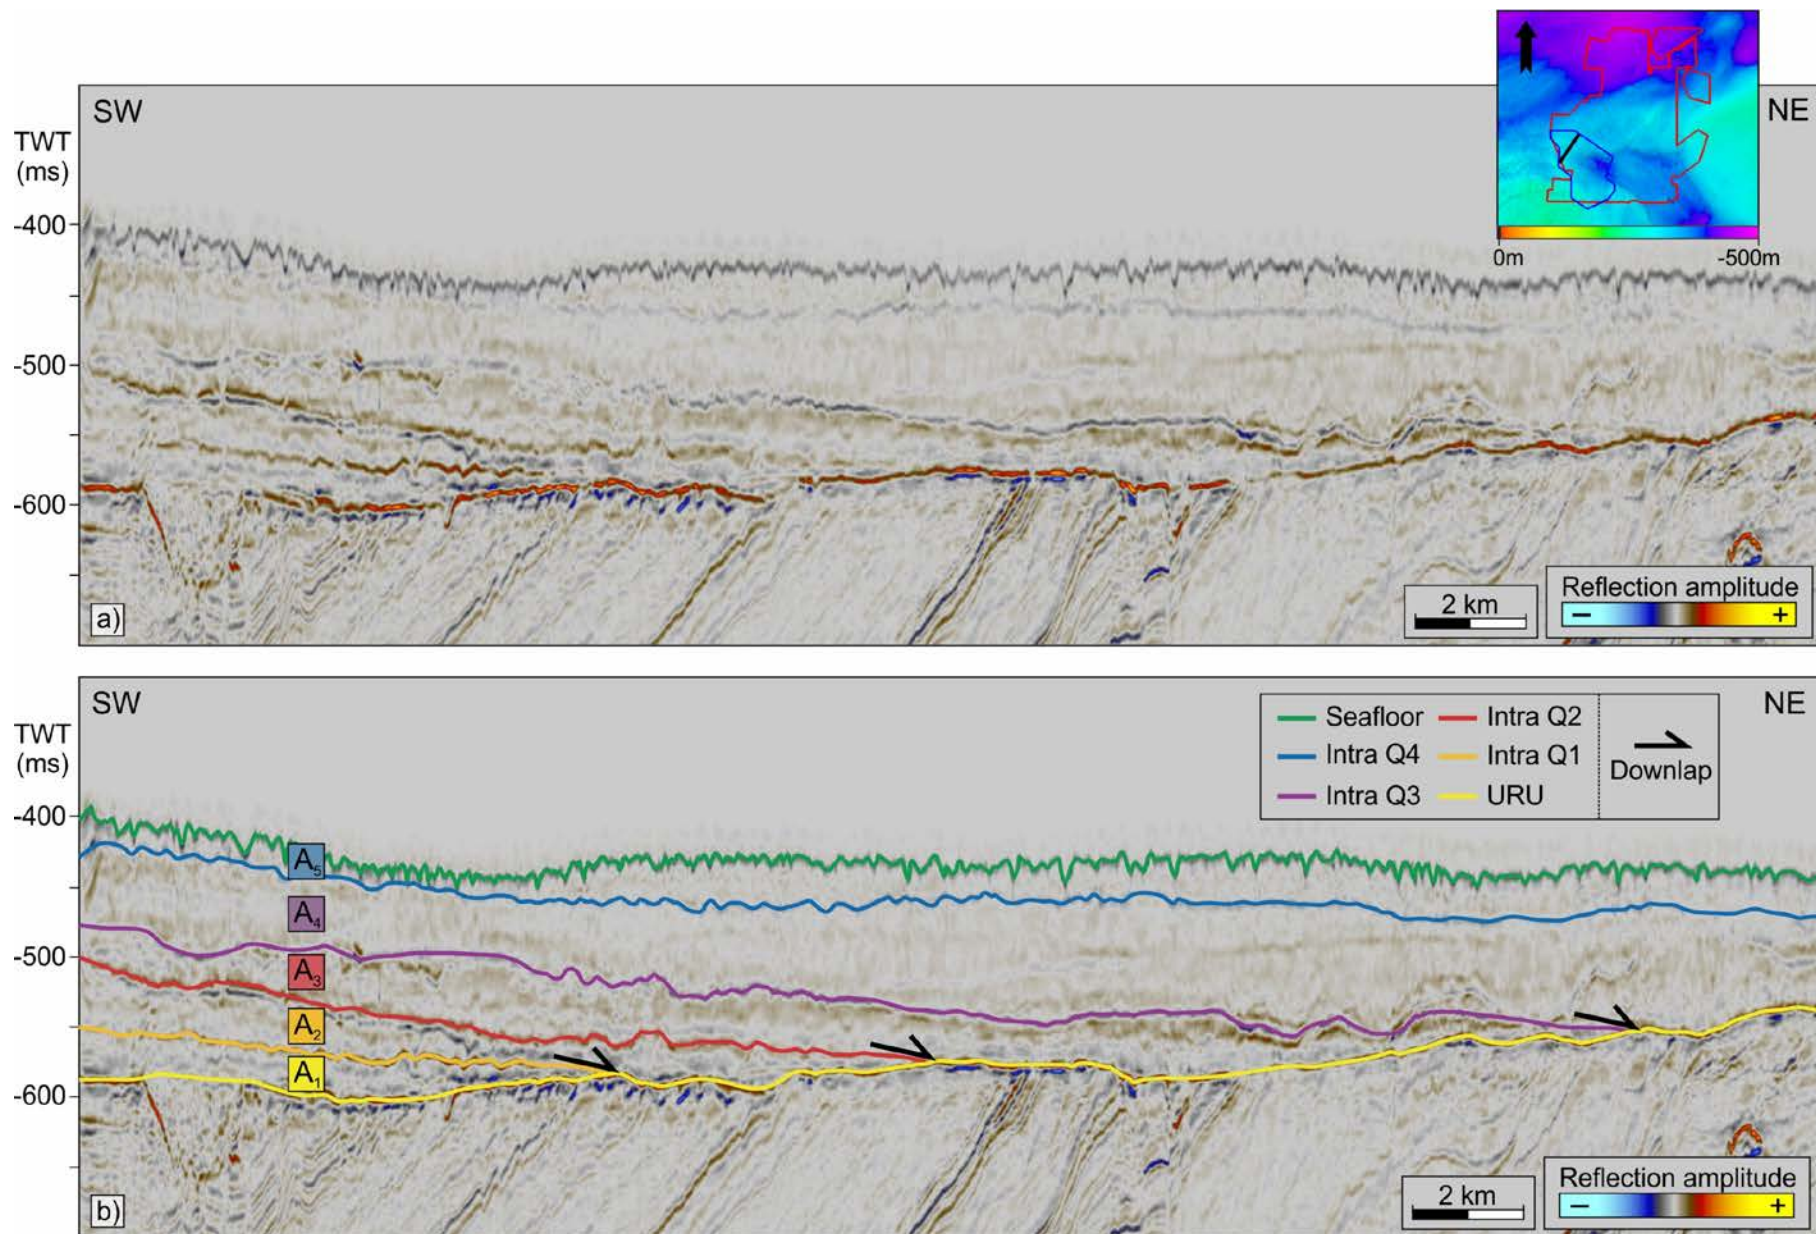 SW
NE
TWT
(ms)
-400
-500
-600
0m -500m
a)
2 km
Reflection amplitude
− +
SW
NE
TWT
(ms)
-400
-500
-600
Seafloor Intra Q2
Intra Q4 Intra Q1
Intra Q3 URU
Downlap
A5
A4
A3
A2
A1
b)
2 km
Reflection amplitude
− +